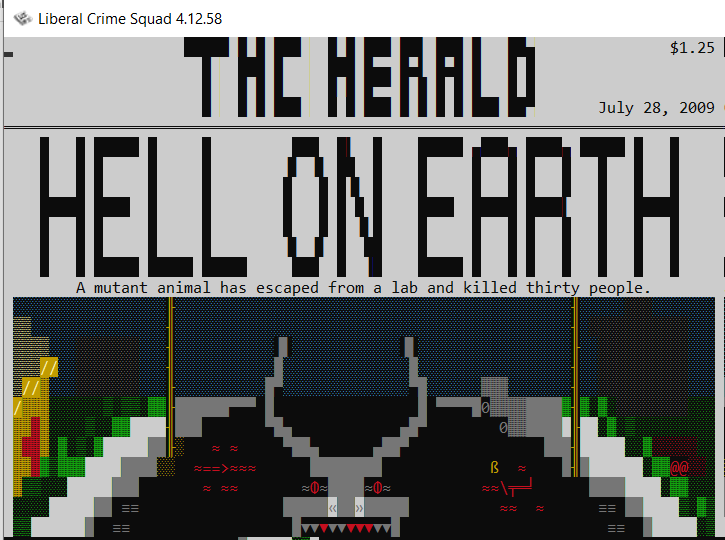 Liberal Crime Squad 4.12.58
THE HERALD
$1.25
July 28, 2009
HELL ON EARTH
A mutant animal has escaped from a lab and killed thirty people.